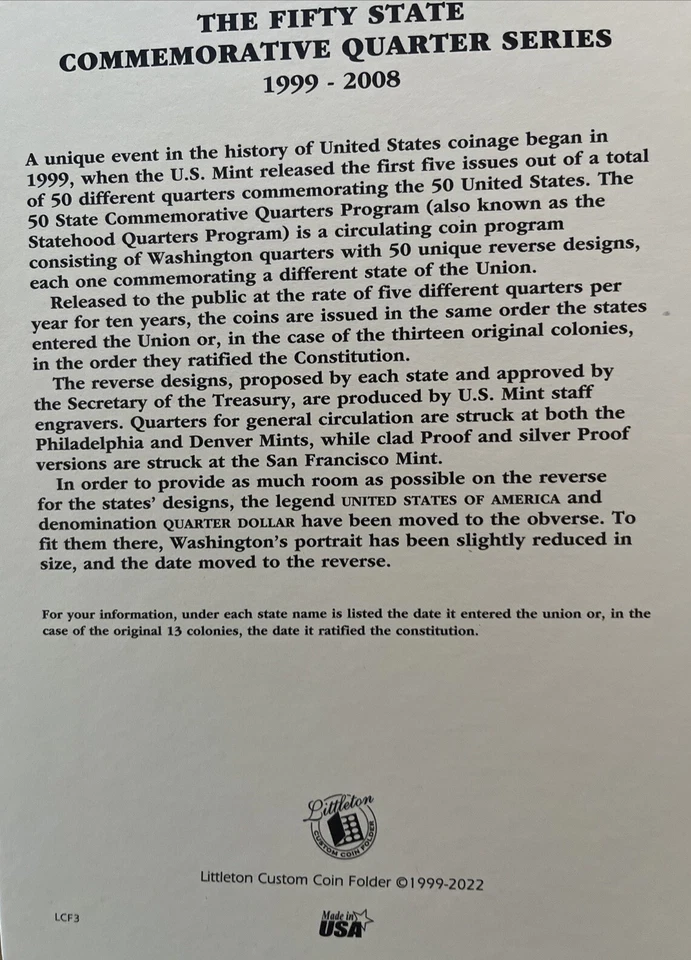 THE FIFTY STATE
COMMEMORATIVE QUARTER SERIES
1999 - 2008
A unique event in the history of United States coinage began in
1999, when the U.S. Mint released the first five issues out of a total
of 50 different quarters commemorating the 50 United States. The
50 State Commemorative Quarters Program (also known as the
Statehood Quarters Program) is a circulating coin program
consisting of Washington quarters with 50 unique reverse designs,
each one commemorating a different state of the Union.
Released to the public at the rate of five different quarters per
year for ten years, the coins are issued in the same order the states
entered the Union or, in the case of the thirteen original colonies,
in the order they ratified the Constitution.
The reverse designs, proposed by each state and approved by
the Secretary of the Treasury, are produced by U.S. Mint staff
engravers. Quarters for general circulation are struck at both the
Philadelphia and Denver Mints, while clad Proof and silver Proof
versions are struck at the San Francisco Mint.
In order to provide as much room as possible on the reverse
for the states' designs, the legend UNITED STATES OF AMERICA and
denomination QUARTER DOLLAR have been moved to the obverse. To
fit them there, Washington's portrait has been slightly reduced in
size, and the date moved to the reverse.
For your information, under each state name is listed the date it entered the union or, in the
case of the original 13 colonies, the date it ratified the constitution.
Littleton
CUSTOM COIN FOLDER
Littleton Custom Coin Folder ©1999-2022
LCF3
Made in
USA